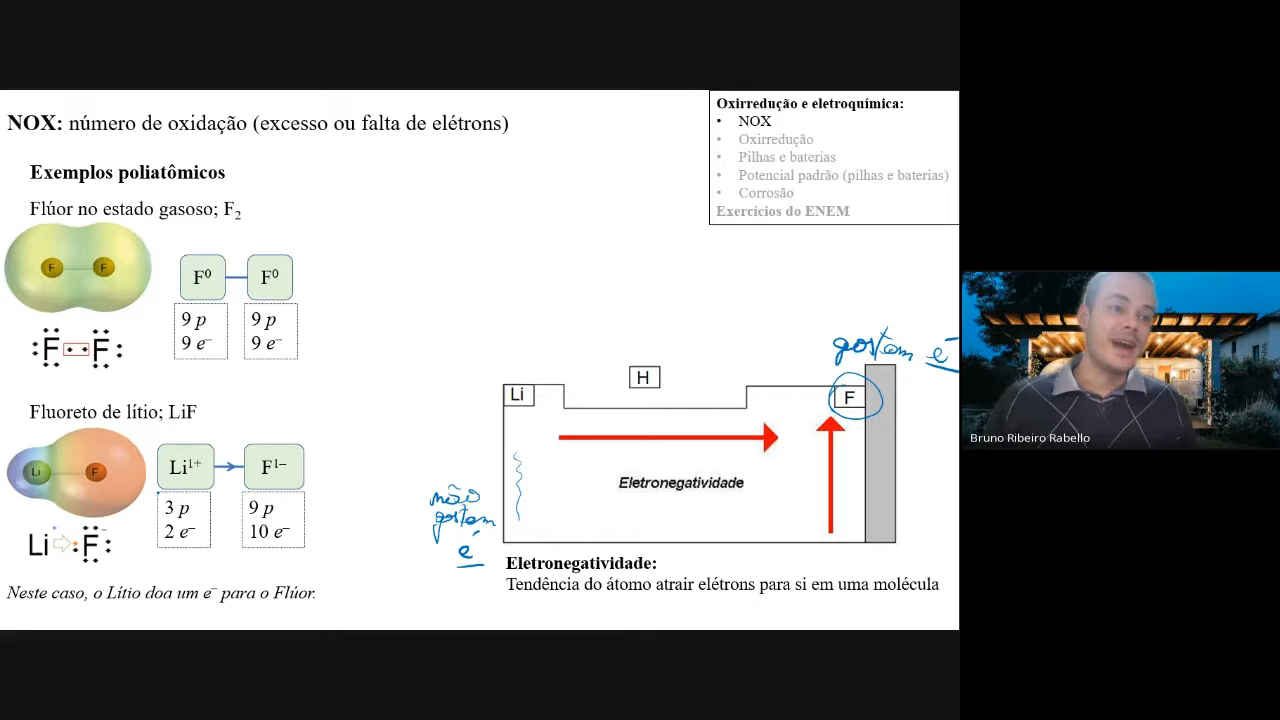 NOX: número de oxidação (excesso ou falta de elétrons)
Oxirredução e eletroquímica:
• NOX
• Oxirredução
• Pilhas e baterias
• Potencial padrão (pilhas e baterias)
• Corrosão
Exercícios do ENEM
Exemplos poliatômicos
Flúor no estado gasoso; F₂
F F
F⁰ F⁰
9 p 9 p
9 e⁻ 9 e⁻
F F
Fluoreto de lítio; LiF
Li F
Li¹⁺ F¹⁻
3 p 9 p
2 e⁻ 10 e⁻
Li⁺ F⁻
Neste caso, o Lítio doa um e⁻ para o Flúor.
gostam e⁻
H
Li F
Eletronegatividade
não
gostam
e⁻
Eletronegatividade:
Tendência do átomo atrair elétrons para si em uma molécula
Bruno Ribeiro Rabello